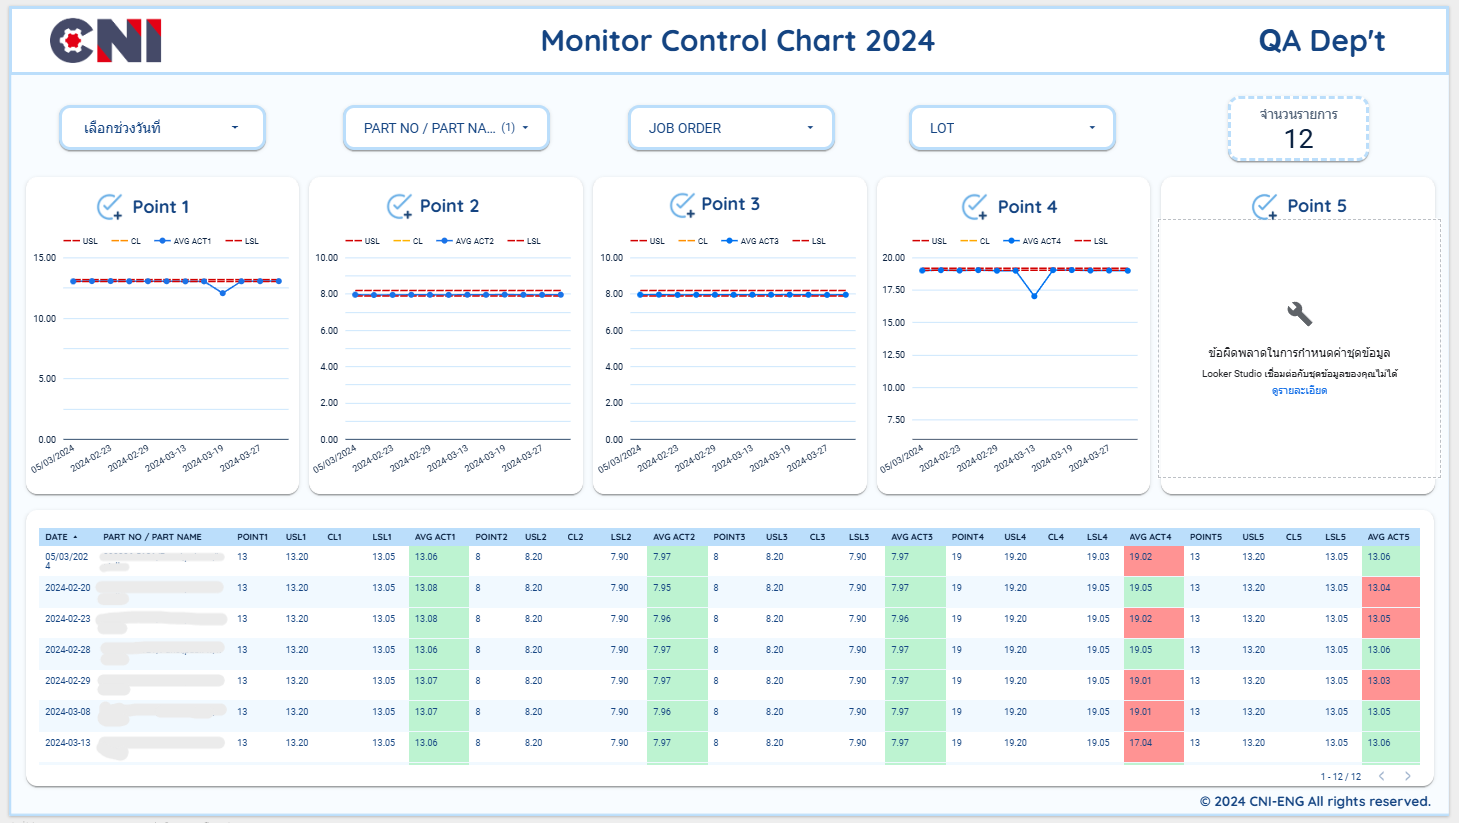 CNI
Monitor Control Chart 2024
QA Dep't
เลือกช่วงวันที่
PART NO / PART NA... (1)
JOB ORDER
LOT
จำนวนรายการ
12
Point 1
USL CL AVG ACT1 LSL
15.00
10.00
5.00
0.00
05/03/2024 2024-02-23 2024-02-29 2024-03-13 2024-03-19 2024-03-27
Point 2
USL CL AVG ACT2 LSL
10.00
8.00
6.00
4.00
2.00
0.00
05/03/2024 2024-02-23 2024-02-29 2024-03-13 2024-03-19 2024-03-27
Point 3
USL CL AVG ACT3 LSL
10.00
8.00
6.00
4.00
2.00
0.00
05/03/2024 2024-02-23 2024-02-29 2024-03-13 2024-03-19 2024-03-27
Point 4
USL CL AVG ACT4 LSL
20.00
17.50
15.00
12.50
10.00
7.50
05/03/2024 2024-02-23 2024-02-29 2024-03-13 2024-03-19 2024-03-27
Point 5
ข้อผิดพลาดในการกำหนดค่าชุดข้อมูล
Looker Studio เชื่อมต่อกับชุดข้อมูลของคุณไม่ได้
ดูรายละเอียด
DATE PART NO / PART NAME POINT1 USL1 CL1 LSL1 AVG ACT1 POINT2 USL2 CL2 LSL2 AVG ACT2 POINT3 USL3 CL3 LSL3 AVG ACT3 POINT4 USL4 CL4 LSL4 AVG ACT4 POINT5 USL5 CL5 LSL5 AVG ACT5
05/03/202 13 13.20 13.05 13.06 8 8.20 7.90 7.97 8 8.20 7.90 7.97 19 19.20 19.03 19.02 13 13.20 13.05 13.06
4
2024-02-20 13 13.20 13.05 13.08 8 8.20 7.90 7.95 8 8.20 7.90 7.97 19 19.20 19.05 19.05 13 13.20 13.05 13.04
2024-02-23 13 13.20 13.05 13.08 8 8.20 7.90 7.96 8 8.20 7.90 7.96 19 19.20 19.05 19.02 13 13.20 13.05 13.05
2024-02-28 13 13.20 13.05 13.06 8 8.20 7.90 7.97 8 8.20 7.90 7.97 19 19.20 19.05 19.05 13 13.20 13.05 13.06
2024-02-29 13 13.20 13.05 13.07 8 8.20 7.90 7.97 8 8.20 7.90 7.97 19 19.20 19.05 19.01 13 13.20 13.05 13.03
2024-03-08 13 13.20 13.05 13.07 8 8.20 7.90 7.96 8 8.20 7.90 7.97 19 19.20 19.05 19.01 13 13.20 13.05 13.05
2024-03-13 13 13.20 13.05 13.06 8 8.20 7.90 7.97 8 8.20 7.90 7.97 19 19.20 19.05 17.04 13 13.20 13.05 13.06
1 - 12 / 12
© 2024 CNI-ENG All rights reserved.